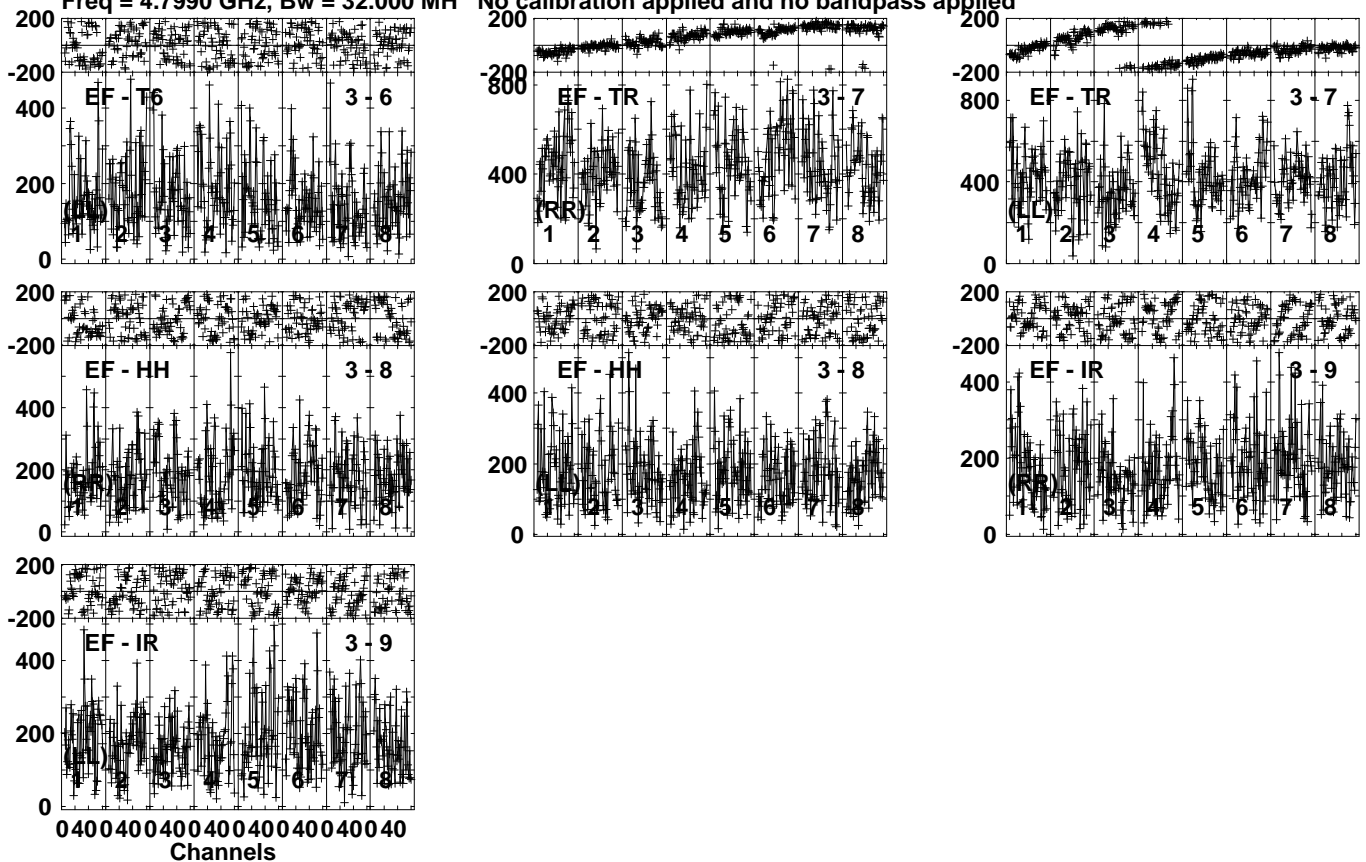 Freq = 4.7990 GHz, Bw = 32.000 MH No calibration applied and no bandpass applied
200
-200
EF - T6 3 - 6
400
200
(LL)
1 2 3 4 5 6 7 8
0
200
-200
800
EF - TR 3 - 7
400
(RR)
1 2 3 4 5 6 7 8
0
200
-200
800
EF - TR 3 - 7
400
(LL)
1 2 3 4 5 6 7 8
0
200
-200
EF - HH 3 - 8
400
200
(RR)
1 2 3 4 5 6 7 8
0
200
-200
EF - HH 3 - 8
400
200
(LL)
1 2 3 4 5 6 7 8
0
200
-200
EF - IR 3 - 9
400
200
(RR)
1 2 3 4 5 6 7 8
0
200
-200
EF - IR 3 - 9
400
200
(LL)
1 2 3 4 5 6 7 8
0
0 40 0 40 0 40 0 40 0 40 0 40 0 40 0 40
Channels